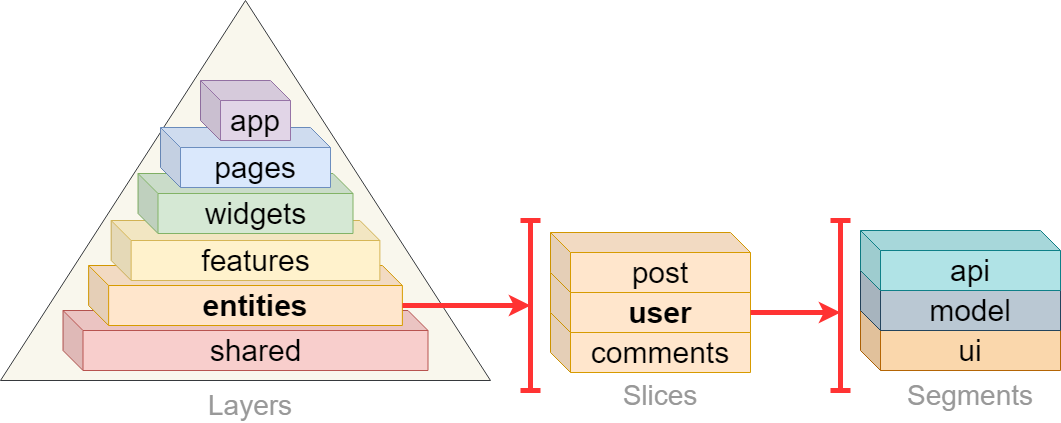 app
pages
widgets
features
entities
shared
Layers
post
user
comments
Slices
api
model
ui
Segments